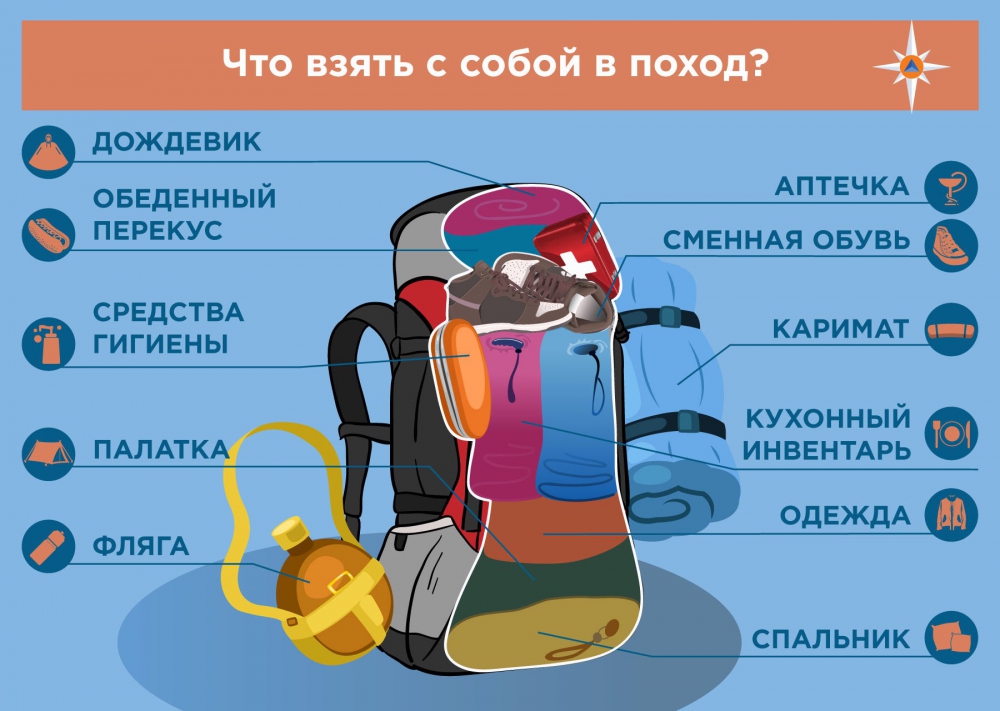 Что взять с собой в поход?
ДОЖДЕВИК
ОБЕДЕННЫЙ
ПЕРЕКУС
СРЕДСТВА
ГИГИЕНЫ
ПАЛАТКА
ФЛЯГА
АПТЕЧКА
СМЕННАЯ ОБУВЬ
КАРИМАТ
КУХОННЫЙ
ИНВЕНТАРЬ
ОДЕЖДА
СПАЛЬНИК